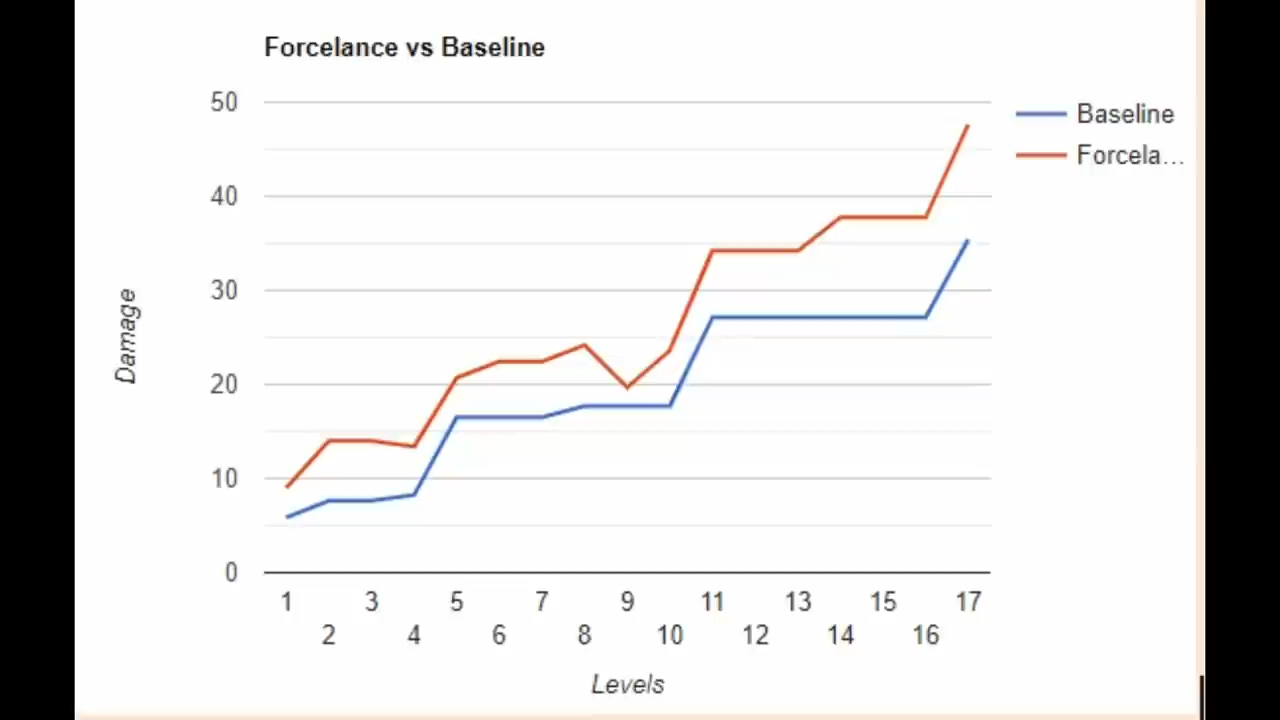 Forcelance vs Baseline
50
40
30
20
10
0
Damage
Baseline
Forcela...
1 3 5 7 9 11 13 15 17
2 4 6 8 10 12 14 16
Levels